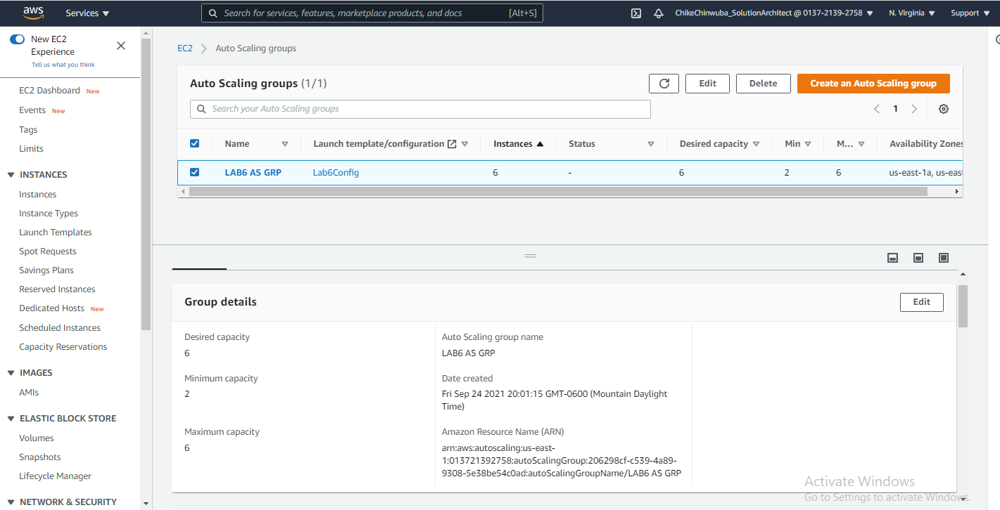 aws Services Search for services, features, marketplace products, and docs [Alt+S] ChikeChinwuba_SolutionArchitect @ 0137-2139-2758 N. Virginia Support
New EC2
Experience
Tell us what you think
EC2 Dashboard New
Events New
Tags
Limits
INSTANCES
Instances
Instance Types
Launch Templates
Spot Requests
Savings Plans
Reserved Instances
Dedicated Hosts New
Scheduled Instances
Capacity Reservations
IMAGES
AMIs
ELASTIC BLOCK STORE
Volumes
Snapshots
Lifecycle Manager
NETWORK & SECURITY
EC2 Auto Scaling groups
Auto Scaling groups (1/1) Edit Delete Create an Auto Scaling group
Search your Auto Scaling groups 1
Name Launch template/configuration Instances Status Desired capacity Min M... Availability Zones
LAB6 AS GRP Lab6Config 6 - 6 2 6 us-east-1a, us-east
Group details Edit
Desired capacity
6
Minimum capacity
2
Maximum capacity
6
Auto Scaling group name
LAB6 AS GRP
Date created
Fri Sep 24 2021 20:01:15 GMT-0600 (Mountain Daylight
Time)
Amazon Resource Name (ARN)
arn:aws:autoscaling:us-east-
1:013721392758:autoScalingGroup:206298cf-c539-4a89-
9308-5e38be54c0ad:autoScalingGroupName/LAB6 AS GRP
Activate Windows
Go to Settings to activate Windows.